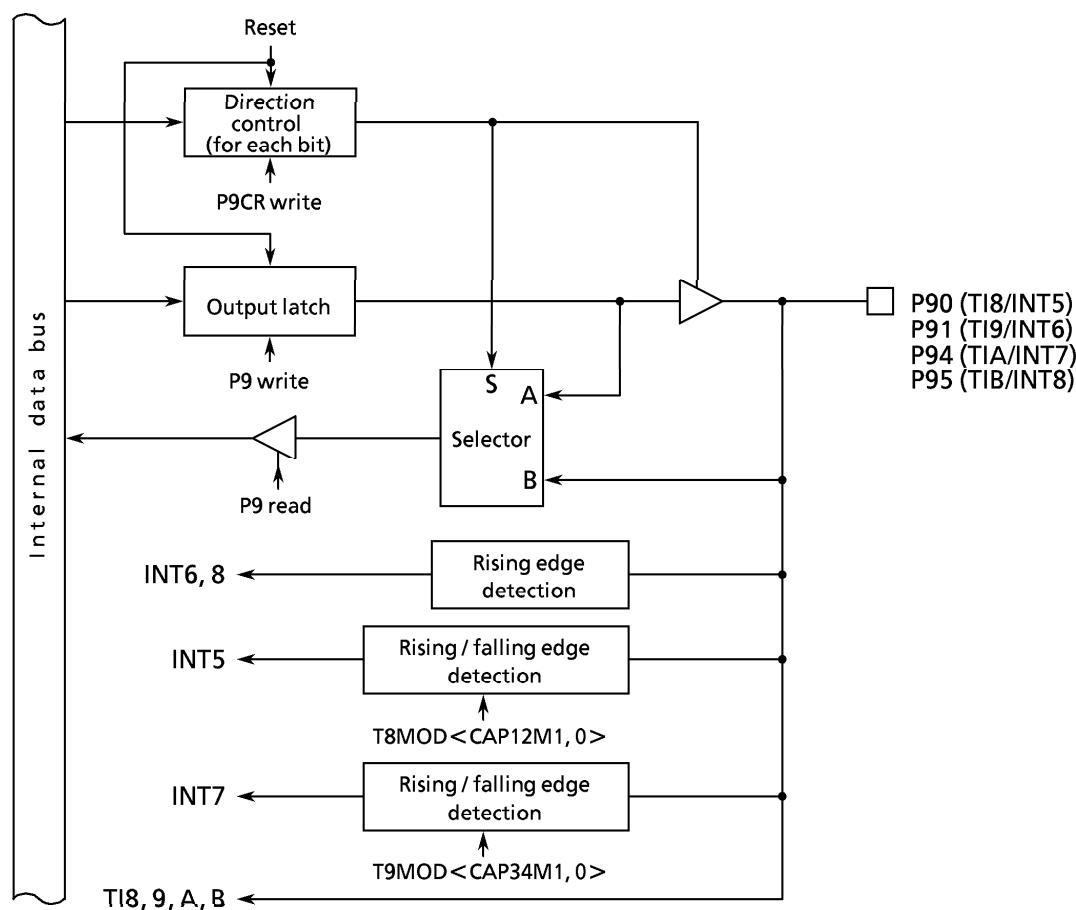 Reset
Direction
control
(for each bit)
P9CR write
Output latch
P9 write
P90 (TI8/INT5)
P91 (TI9/INT6)
P94 (TIA/INT7)
P95 (TIB/INT8)
Internal data bus
S
A
Selector
B
P9 read
Rising edge
detection
INT6, 8
Rising / falling edge
detection
INT5
T8MOD<CAP12M1, 0>
Rising / falling edge
detection
INT7
T9MOD<CAP34M1, 0>
TI8, 9, A, B